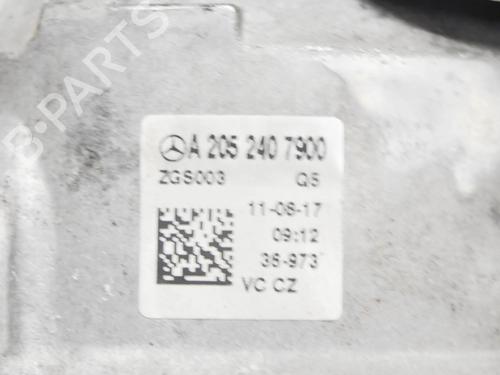 B-PARTS
A 205 240 7900
ZGS003 Q5
11-08-17
09:12
36-973
VC CZ